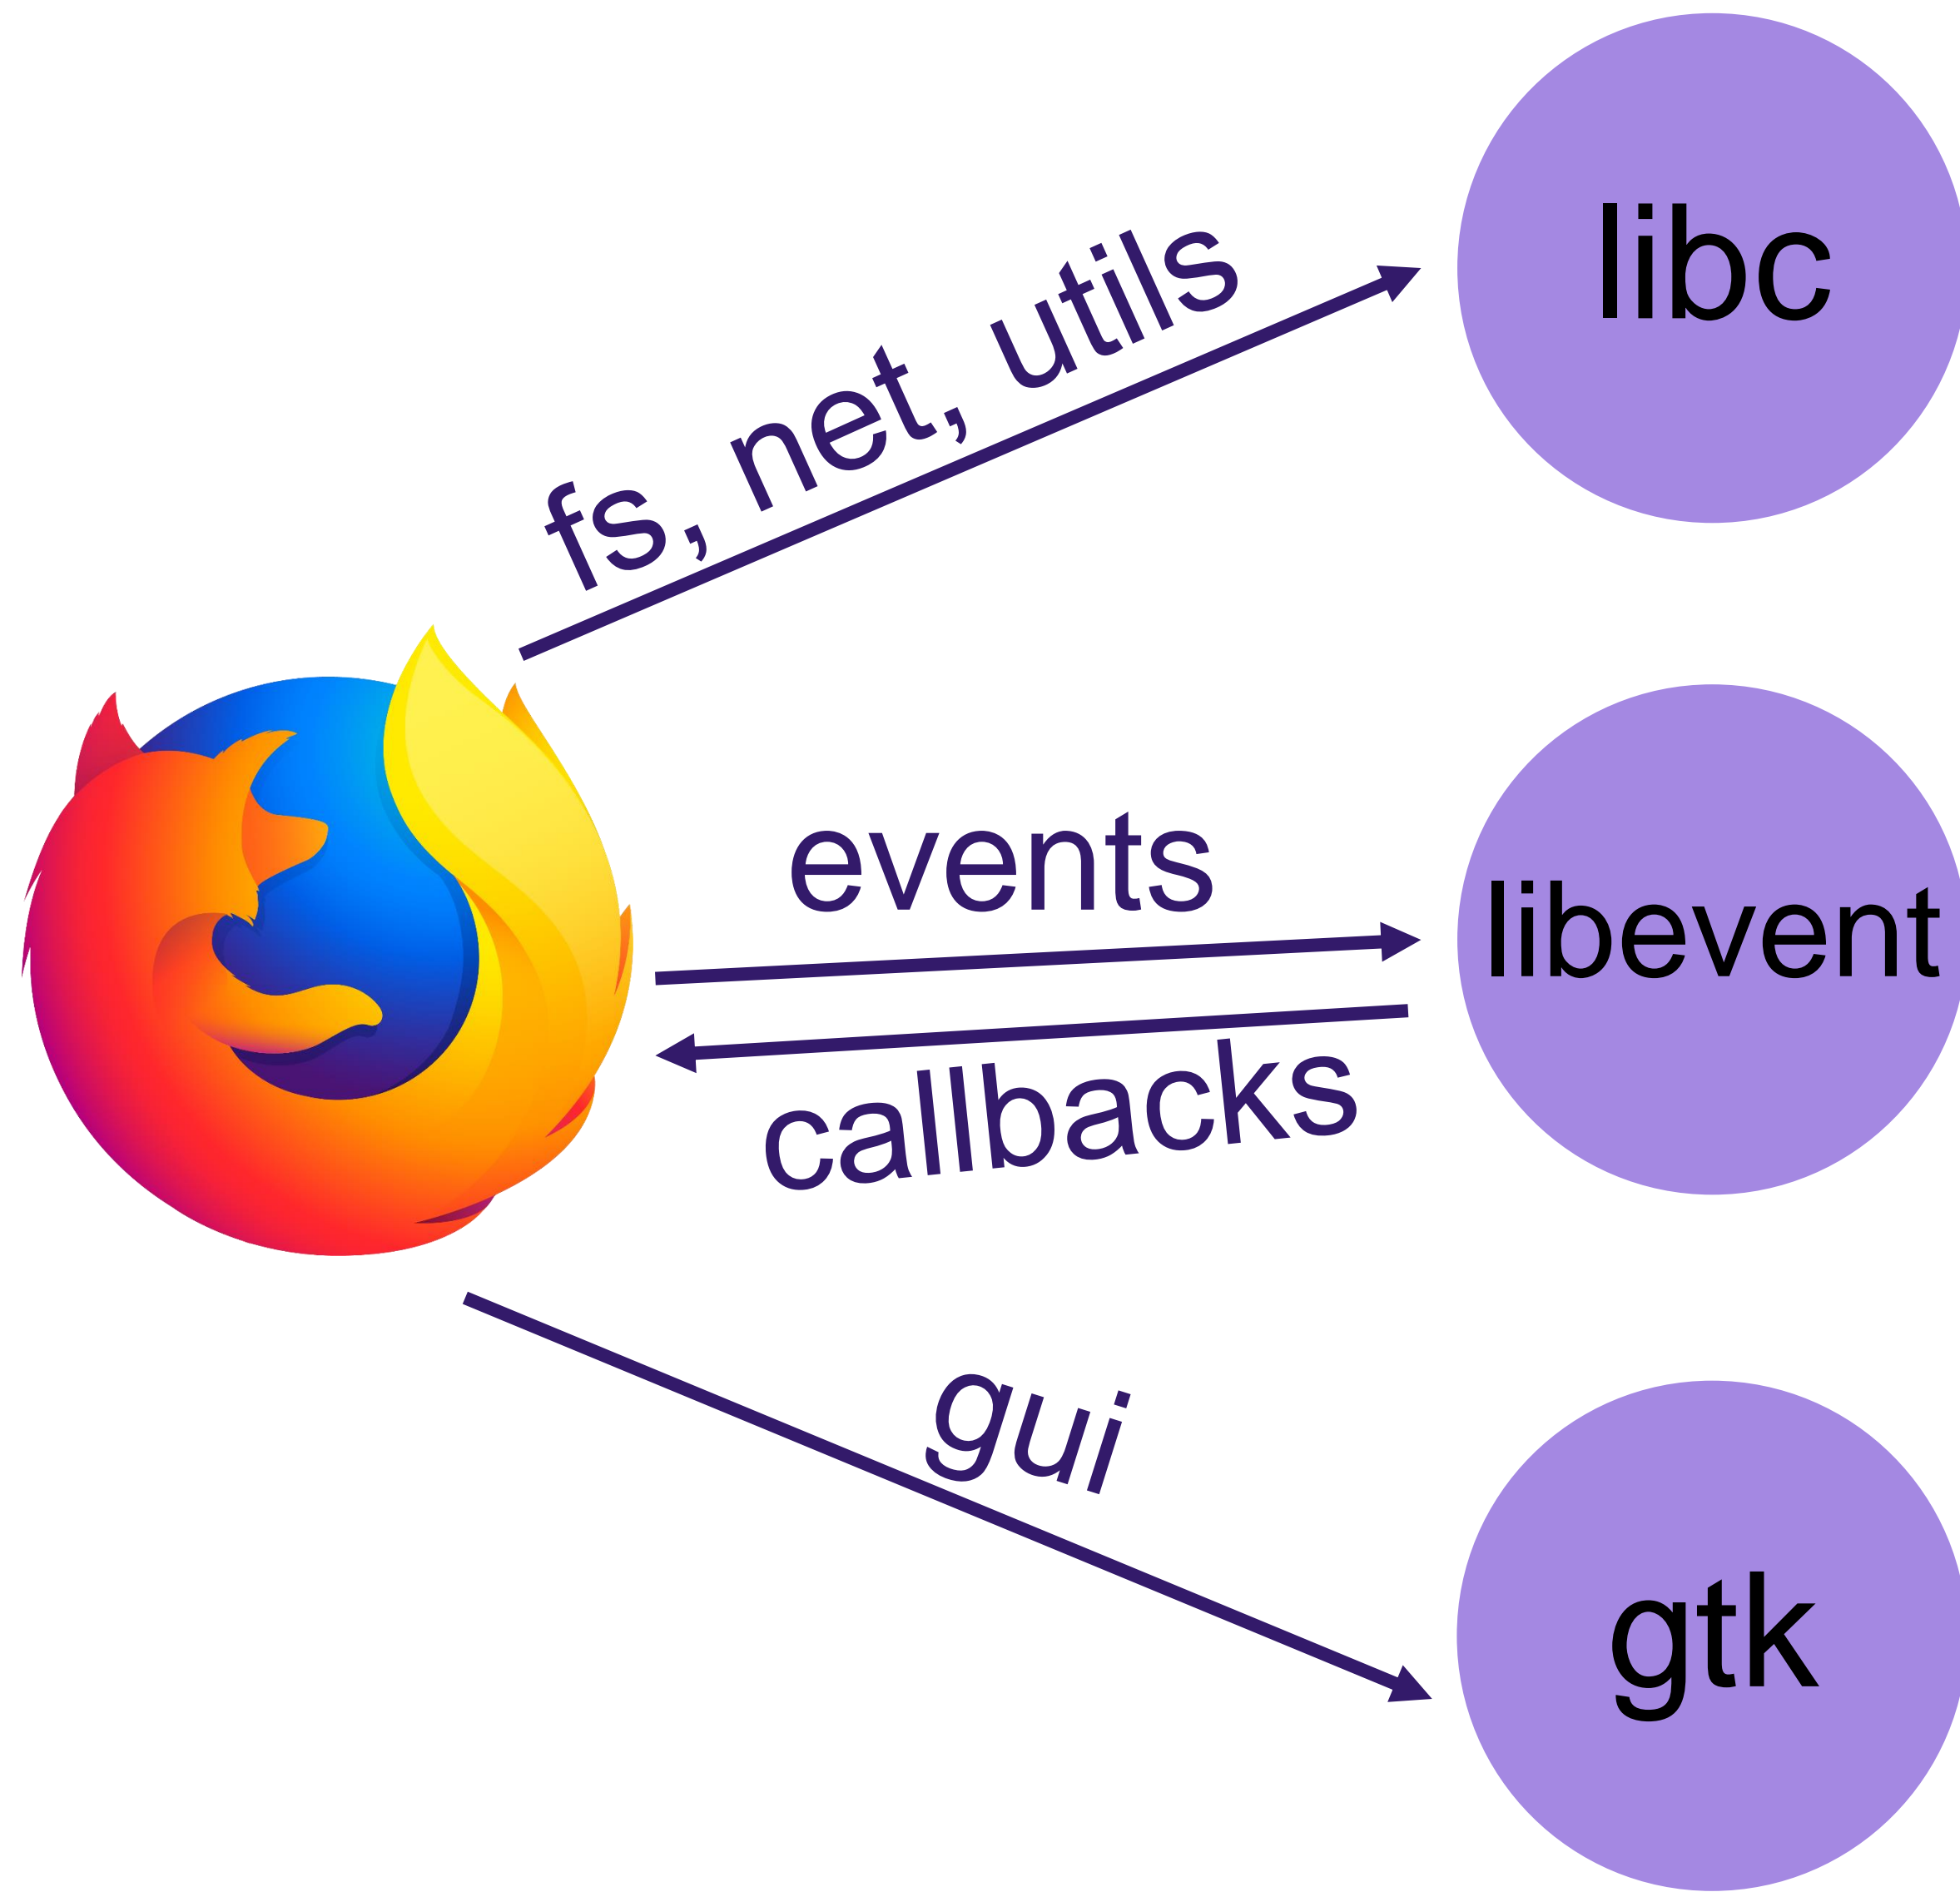 libc
fs, net, utils
events
libevent
callbacks
gui
gtk